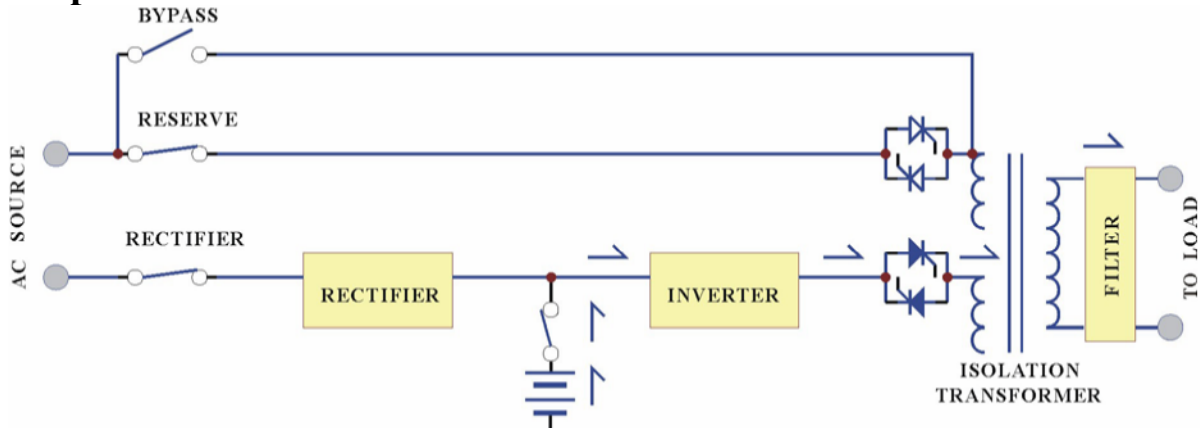 BYPASS
RESERVE
AC SOURCE
RECTIFIER
RECTIFIER
INVERTER
FILTER
TO LOAD
ISOLATION
TRANSFORMER